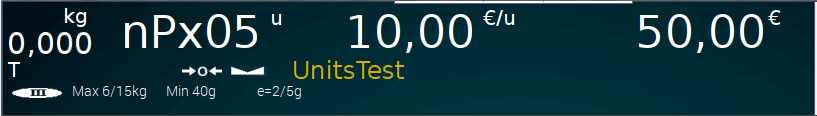 kg
0,000 nPx05 u 10,00 €/u 50,00 €
T →0← UnitsTest
III Max 6/15kg Min 40g e=2/5g